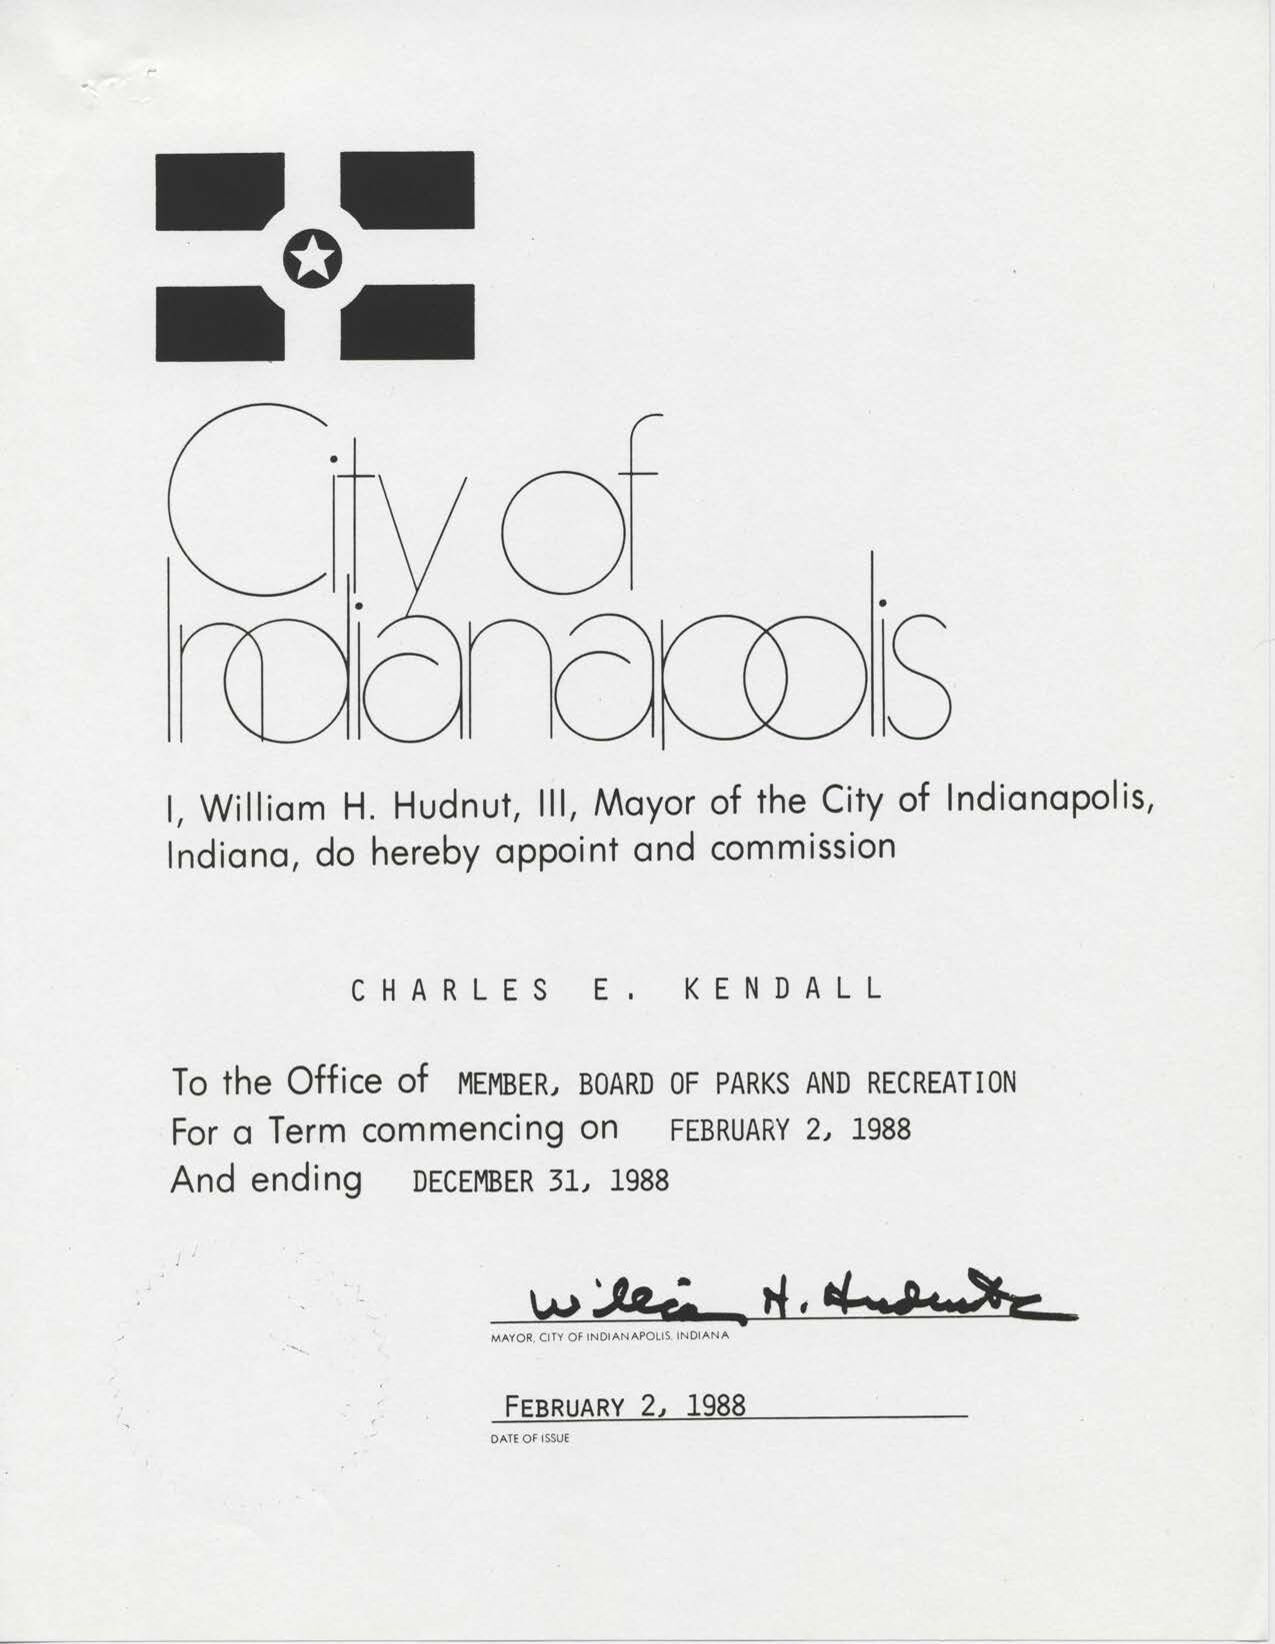 City of
Indianapolis
I, William H. Hudnut, III, Mayor of the City of Indianapolis,
Indiana, do hereby appoint and commission
CHARLES E. KENDALL
To the Office of MEMBER, BOARD OF PARKS AND RECREATION
For a Term commencing on FEBRUARY 2, 1988
And ending DECEMBER 31, 1988
William H. Hudnut
MAYOR, CITY OF INDIANAPOLIS, INDIANA
FEBRUARY 2, 1988
DATE OF ISSUE